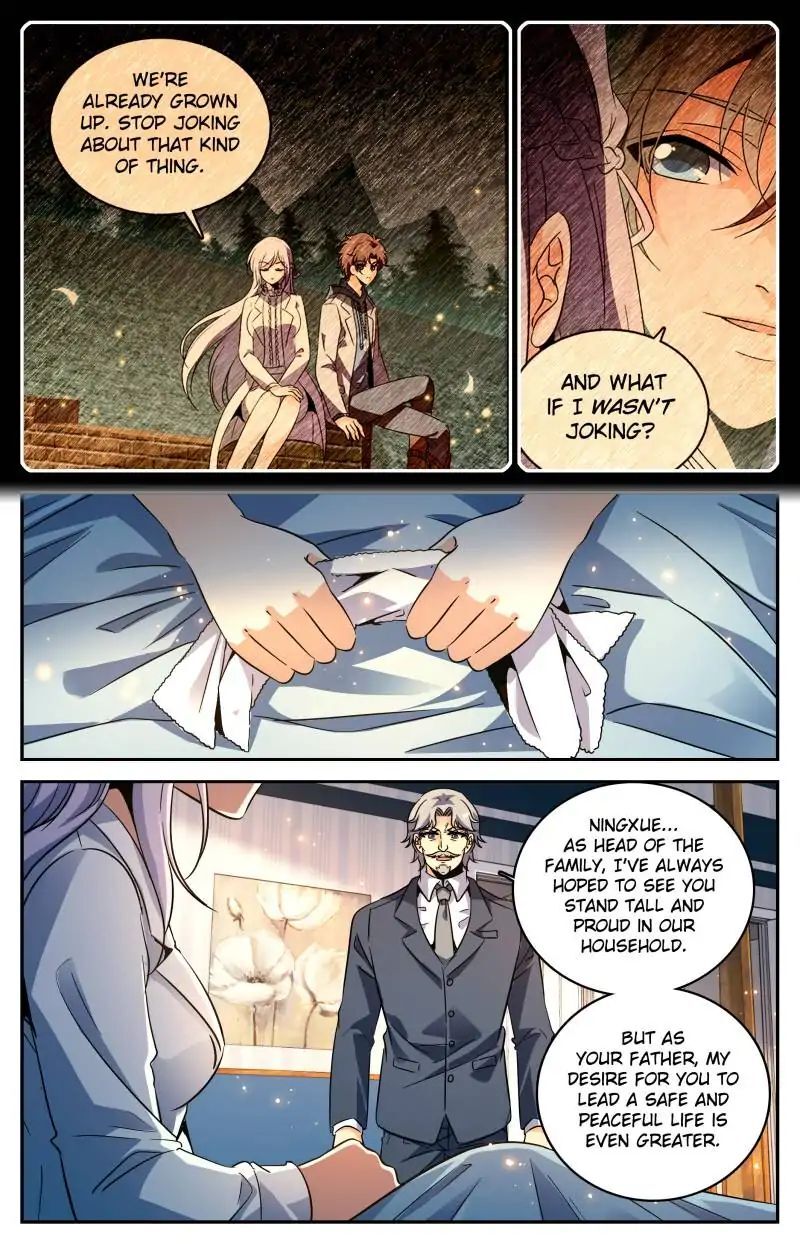 WE'RE
ALREADY GROWN
UP. STOP JOKING
ABOUT THAT KIND
OF THING.
AND WHAT
IF I WASN'T
JOKING?
NINGXUE...
AS HEAD OF THE
FAMILY, I'VE ALWAYS
HOPED TO SEE YOU
STAND TALL AND
PROUD IN OUR
HOUSEHOLD.
BUT AS
YOUR FATHER, MY
DESIRE FOR YOU TO
LEAD A SAFE AND
PEACEFUL LIFE IS
EVEN GREATER.